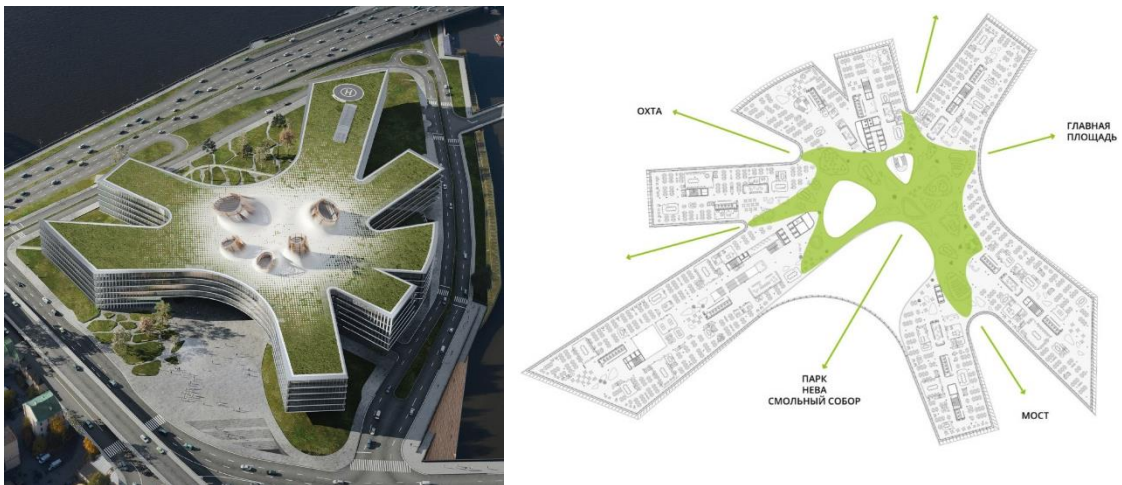 H
ОХТА
ГЛАВНАЯ
ПЛОЩАДЬ
ПАРК
НЕВА
СМОЛЬНЫЙ СОБОР
МОСТ